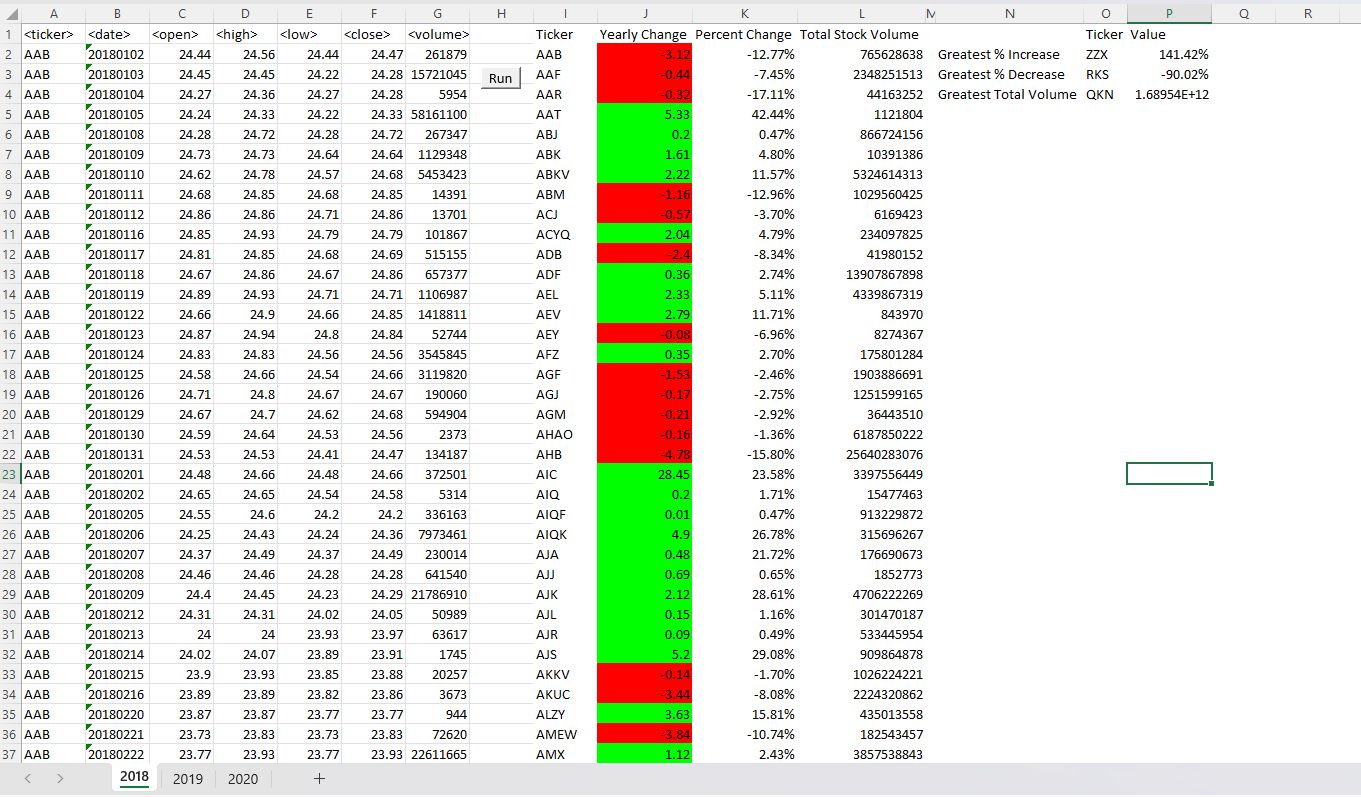 A B C D E F G H I J K L M N O P Q R
1 <ticker> <date> <open> <high> <low> <close> <volume> Ticker Yearly Change Percent Change Total Stock Volume Ticker Value
2 AAB 20180102 24.44 24.56 24.44 24.47 261879 AAB -3.12 -12.77% 765628638 Greatest % Increase ZZX 141.42%
3 AAB 20180103 24.45 24.45 24.22 24.28 15721045 Run AAF -0.44 -7.45% 2348251513 Greatest % Decrease RKS -90.02%
4 AAB 20180104 24.27 24.36 24.27 24.28 5954 AAR -0.32 -17.11% 44163252 Greatest Total Volume QKN 1.68954E+12
5 AAB 20180105 24.24 24.33 24.22 24.33 58161100 AAT 5.33 42.44% 1121804
6 AAB 20180108 24.28 24.72 24.28 24.72 267347 ABJ 0.2 0.47% 866724156
7 AAB 20180109 24.73 24.73 24.64 24.64 1129348 ABK 1.61 4.80% 10391386
8 AAB 20180110 24.62 24.78 24.57 24.68 5453423 ABKV 2.22 11.57% 5324614313
9 AAB 20180111 24.68 24.85 24.68 24.85 14391 ABM -1.16 -12.96% 1029560425
10 AAB 20180112 24.86 24.86 24.71 24.86 13701 ACJ -0.57 -3.70% 6169423
11 AAB 20180116 24.85 24.93 24.79 24.79 101867 ACYQ 2.04 4.79% 234097825
12 AAB 20180117 24.81 24.85 24.68 24.69 515155 ADB -2.4 -8.34% 41980152
13 AAB 20180118 24.67 24.86 24.67 24.86 657377 ADF 0.36 2.74% 13907867898
14 AAB 20180119 24.89 24.93 24.71 24.71 1106987 AEL 2.33 5.11% 4339867319
15 AAB 20180122 24.66 24.9 24.66 24.85 1418811 AEV 2.79 11.71% 843970
16 AAB 20180123 24.87 24.94 24.8 24.84 52744 AEY -0.08 -6.96% 8274367
17 AAB 20180124 24.83 24.83 24.56 24.56 3545845 AFZ 0.35 2.70% 175801284
18 AAB 20180125 24.58 24.66 24.54 24.66 3119820 AGF -1.53 -2.46% 1903886691
19 AAB 20180126 24.71 24.8 24.67 24.67 190060 AGJ -0.17 -2.75% 1251599165
20 AAB 20180129 24.67 24.7 24.62 24.68 594904 AGM -0.21 -2.92% 36443510
21 AAB 20180130 24.59 24.64 24.53 24.56 2373 AHAO -0.16 -1.36% 6187850222
22 AAB 20180131 24.53 24.53 24.41 24.47 134187 AHB -4.78 -15.80% 25640283076
23 AAB 20180201 24.48 24.66 24.48 24.66 372501 AIC 28.45 23.58% 3397556449
24 AAB 20180202 24.65 24.65 24.54 24.58 5314 AIQ 0.2 1.71% 15477463
25 AAB 20180205 24.55 24.6 24.2 24.2 336163 AIQF 0.01 0.47% 913229872
26 AAB 20180206 24.25 24.43 24.24 24.36 7973461 AIQK 4.9 26.78% 315696267
27 AAB 20180207 24.37 24.49 24.37 24.49 230014 AJA 0.48 21.72% 176690673
28 AAB 20180208 24.46 24.46 24.28 24.28 641540 AJJ 0.69 0.65% 1852773
29 AAB 20180209 24.4 24.45 24.23 24.29 21786910 AJK 2.12 28.61% 4706222269
30 AAB 20180212 24.31 24.31 24.02 24.05 50989 AJL 0.15 1.16% 301470187
31 AAB 20180213 24 24 23.93 23.97 63617 AJR 0.09 0.49% 533445954
32 AAB 20180214 24.02 24.07 23.89 23.91 1745 AJS 5.2 29.08% 909864878
33 AAB 20180215 23.9 23.93 23.85 23.88 20257 AKKV -0.14 -1.70% 1026224221
34 AAB 20180216 23.89 23.89 23.82 23.86 3673 AKUC -3.44 -8.08% 2224320862
35 AAB 20180220 23.87 23.87 23.77 23.77 944 ALZY 3.63 15.81% 435013558
36 AAB 20180221 23.73 23.83 23.73 23.83 72620 AMEW -3.84 -10.74% 182543457
37 AAB 20180222 23.77 23.93 23.77 23.93 22611665 AMX 1.12 2.43% 3857538843
2018 2019 2020